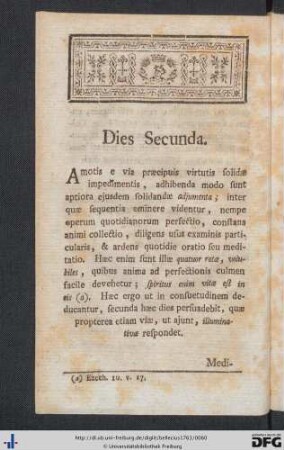 Dies Secunda.
Amotis e via præcipuis virtutis solidæ
impedimentis, adhibenda modo sunt
aptiora ejusdem solidandæ adjumenta; inter
quæ sequentia eminere videntur, nempe
operum quotidianorum perfectio, constans
animi collectio, diligens usus examinis parti-
cularis, & ardens quotidie oratio seu medi-
tatio. Hæc enim sunt illæ quatuor rotæ,
biles, quibus anima ad perfectionis culmen
facile devehetur; spiritus enim vitæ est in
eis (a). Hæc ergo ut in consuetudinem de-
ducantur, secunda hæc dies persuadebit, quæ
propterea etiam viæ, ut ajunt, illumina-
tivæ respondet.
Medi-
(a) Ezech. 10. v. 17.
http://dl.ub.uni-freiburg.de/diglit/bellecius1763/0060
© Universitätsbibliothek Freiburg
DFG